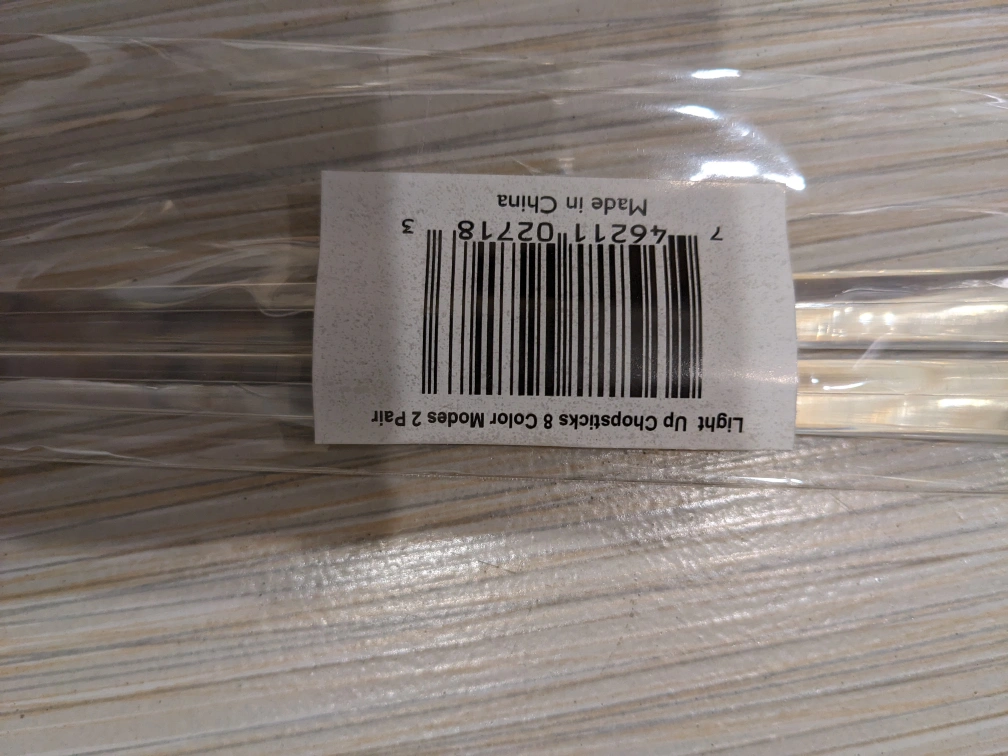 Light Up Chopsticks 8 Color Modes 2 Pair
7 46211 02718 3
Made in China